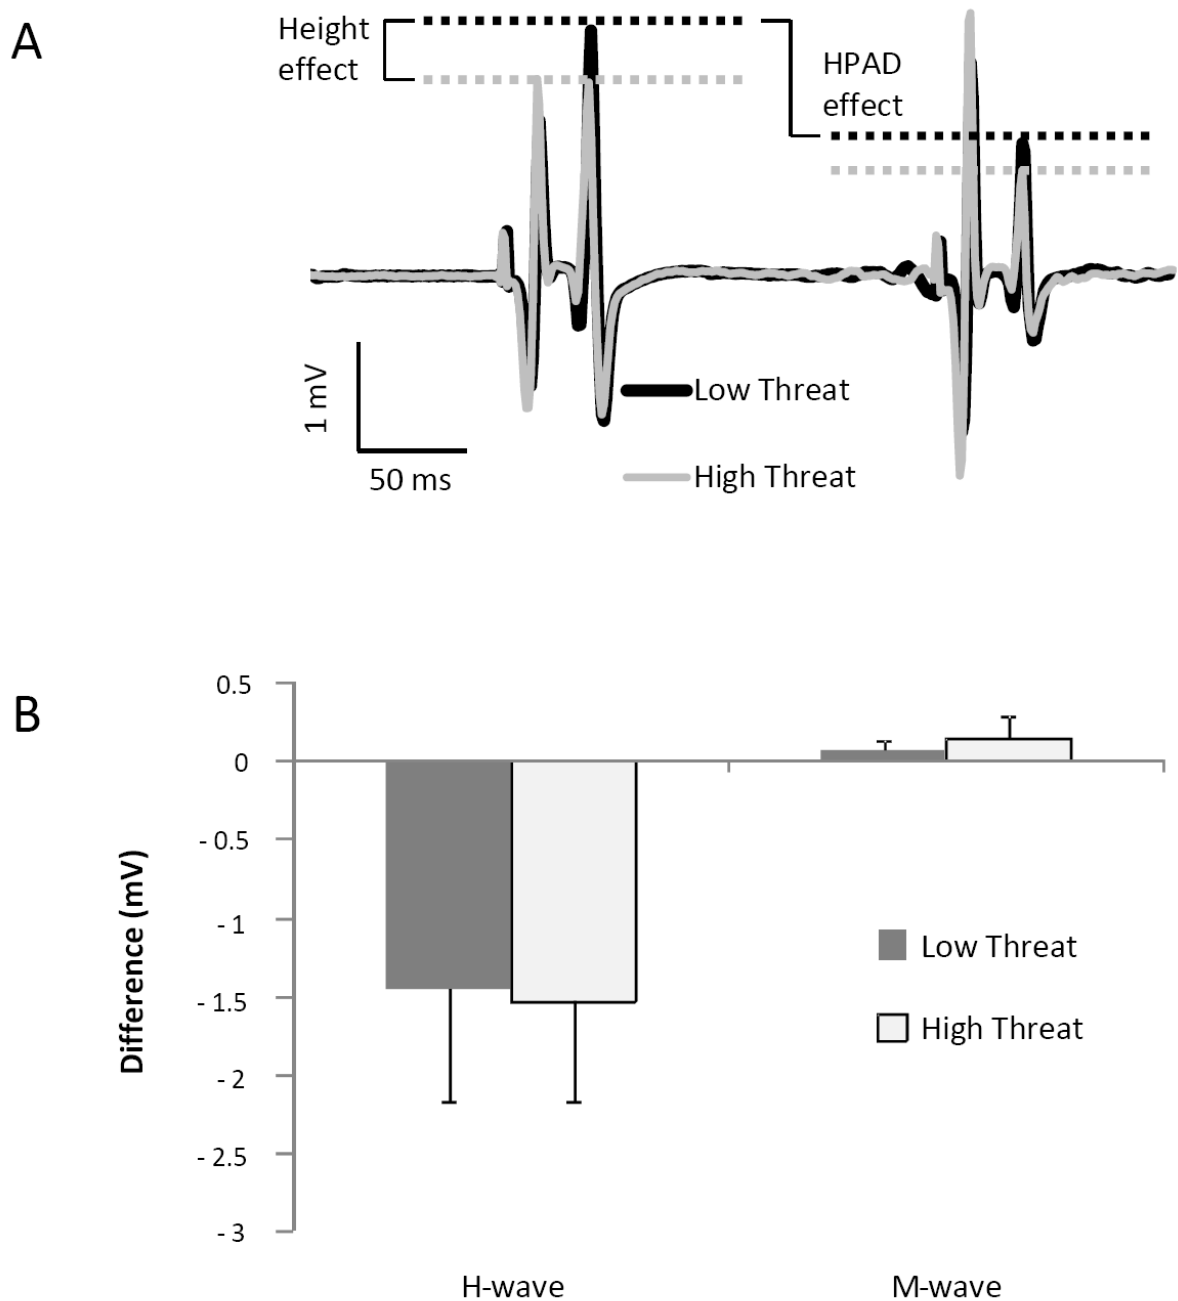 A
Height
effect
HPAD
effect
1 mV
50 ms
Low Threat
High Threat
B
0.5
0
- 0.5
- 1
- 1.5
- 2
- 2.5
- 3
Difference (mV)
Low Threat
High Threat
H-wave
M-wave